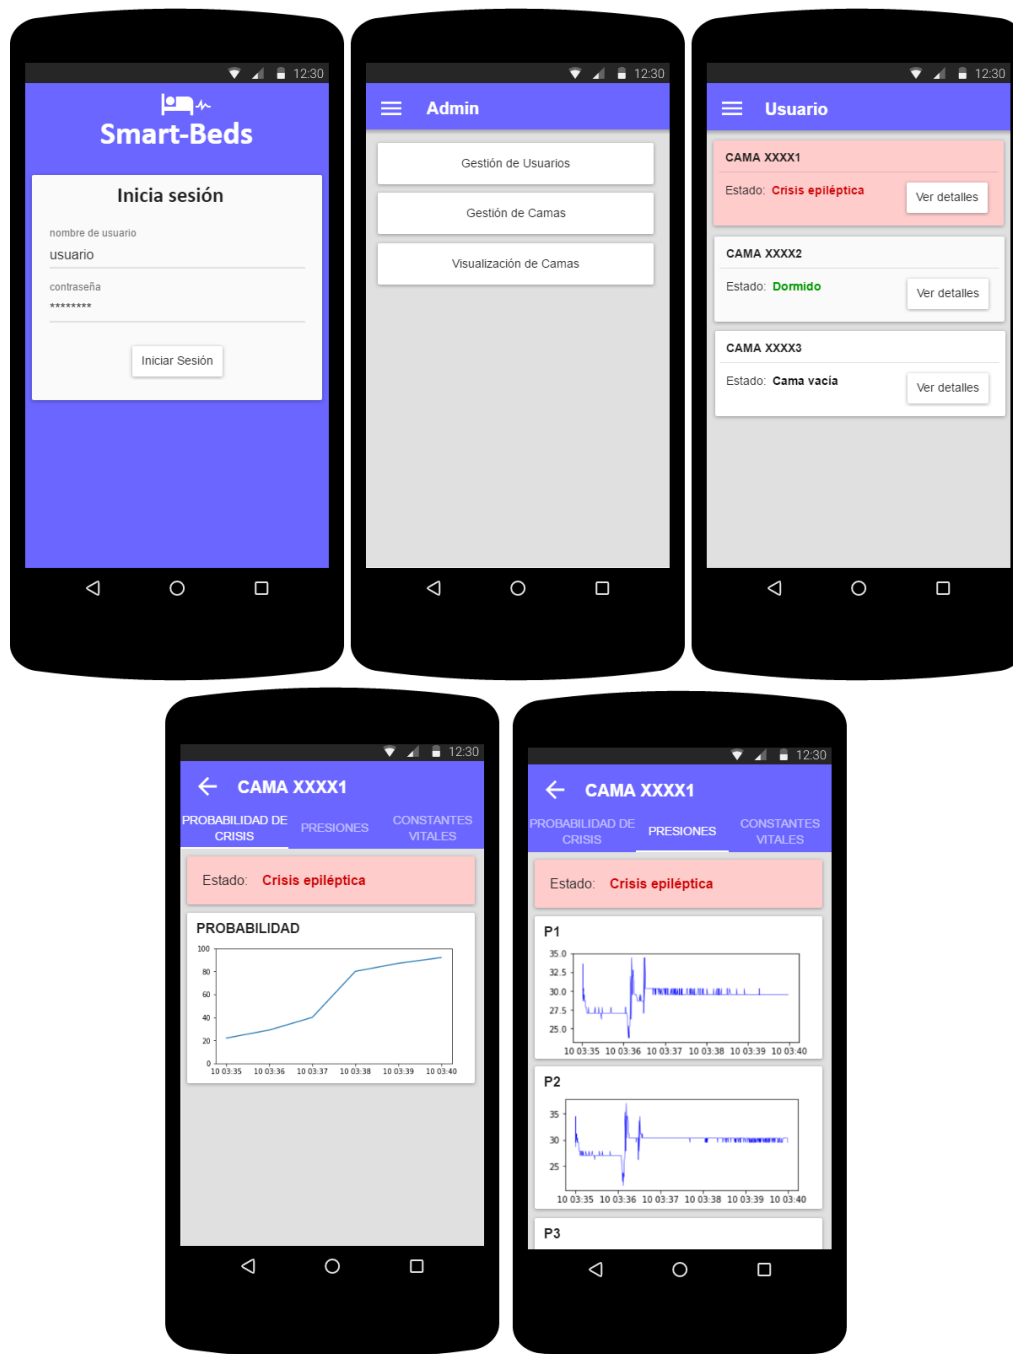 12:30
Smart-Beds
Inicia sesión
nombre de usuario
usuario
contraseña
********
Iniciar Sesión
12:30
Admin
Gestión de Usuarios
Gestión de Camas
Visualización de Camas
12:30
Usuario
CAMA XXXX1
Estado: Crisis epiléptica
Ver detalles
CAMA XXXX2
Estado: Dormido
Ver detalles
CAMA XXXX3
Estado: Cama vacía
Ver detalles
12:30
CAMA XXXX1
PROBABILIDAD DE
CRISIS
PRESIONES
CONSTANTES
VITALES
Estado: Crisis epiléptica
PROBABILIDAD
100
80
60
40
20
0
10 03:35 10 03:36 10 03:37 10 03:38 10 03:39 10 03:40
12:30
CAMA XXXX1
PROBABILIDAD DE
CRISIS
PRESIONES
CONSTANTES
VITALES
Estado: Crisis epiléptica
P1
35.0
32.5
30.0
27.5
25.0
10 03:35 10 03:36 10 03:37 10 03:38 10 03:39 10 03:40
P2
35
30
25
10 03:35 10 03:36 10 03:37 10 03:38 10 03:39 10 03:40
P3